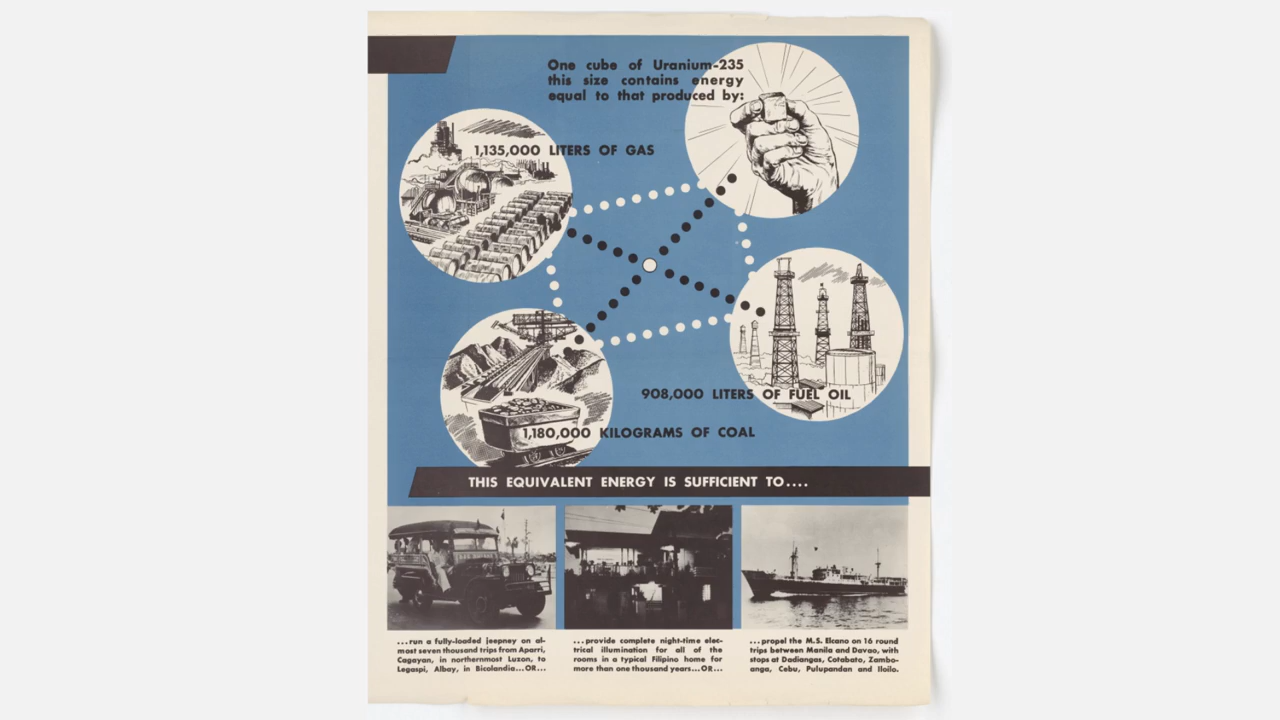 One cube of Uranium-235
this size contains energy
equal to that produced by:
1,135,000 LITERS OF GAS
908,000 LITERS OF FUEL OIL
1,180,000 KILOGRAMS OF COAL
THIS EQUIVALENT ENERGY IS SUFFICIENT TO....
...run a fully-loaded jeepney on al-
most seven thousand trips from Aparri,
Cagayan, in northernmost Luzon, to
Legaspi, Albay, in Bicolandia...OR...
...provide complete night-time elec-
trical illumination for all of the
rooms in a typical Filipino home for
more than one thousand years...OR...
...propel the M.S. Elcano on 16 round
trips between Manila and Davao, with
stops at Dadiangas, Cotabato, Zambo-
anga, Cebu, Pulupandan and Iloilo.